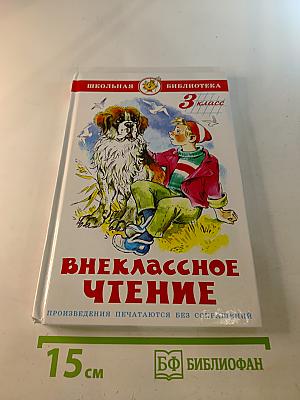 ШКОЛЬНАЯ БИБЛИОТЕКА
3 класс
ВНЕКЛАССНОЕ
ЧТЕНИЕ
ПРОИЗВЕДЕНИЯ ПЕЧАТАЮТСЯ БЕЗ СОКРАЩЕНИЙ
15 см
БФ БИБЛИОФАН